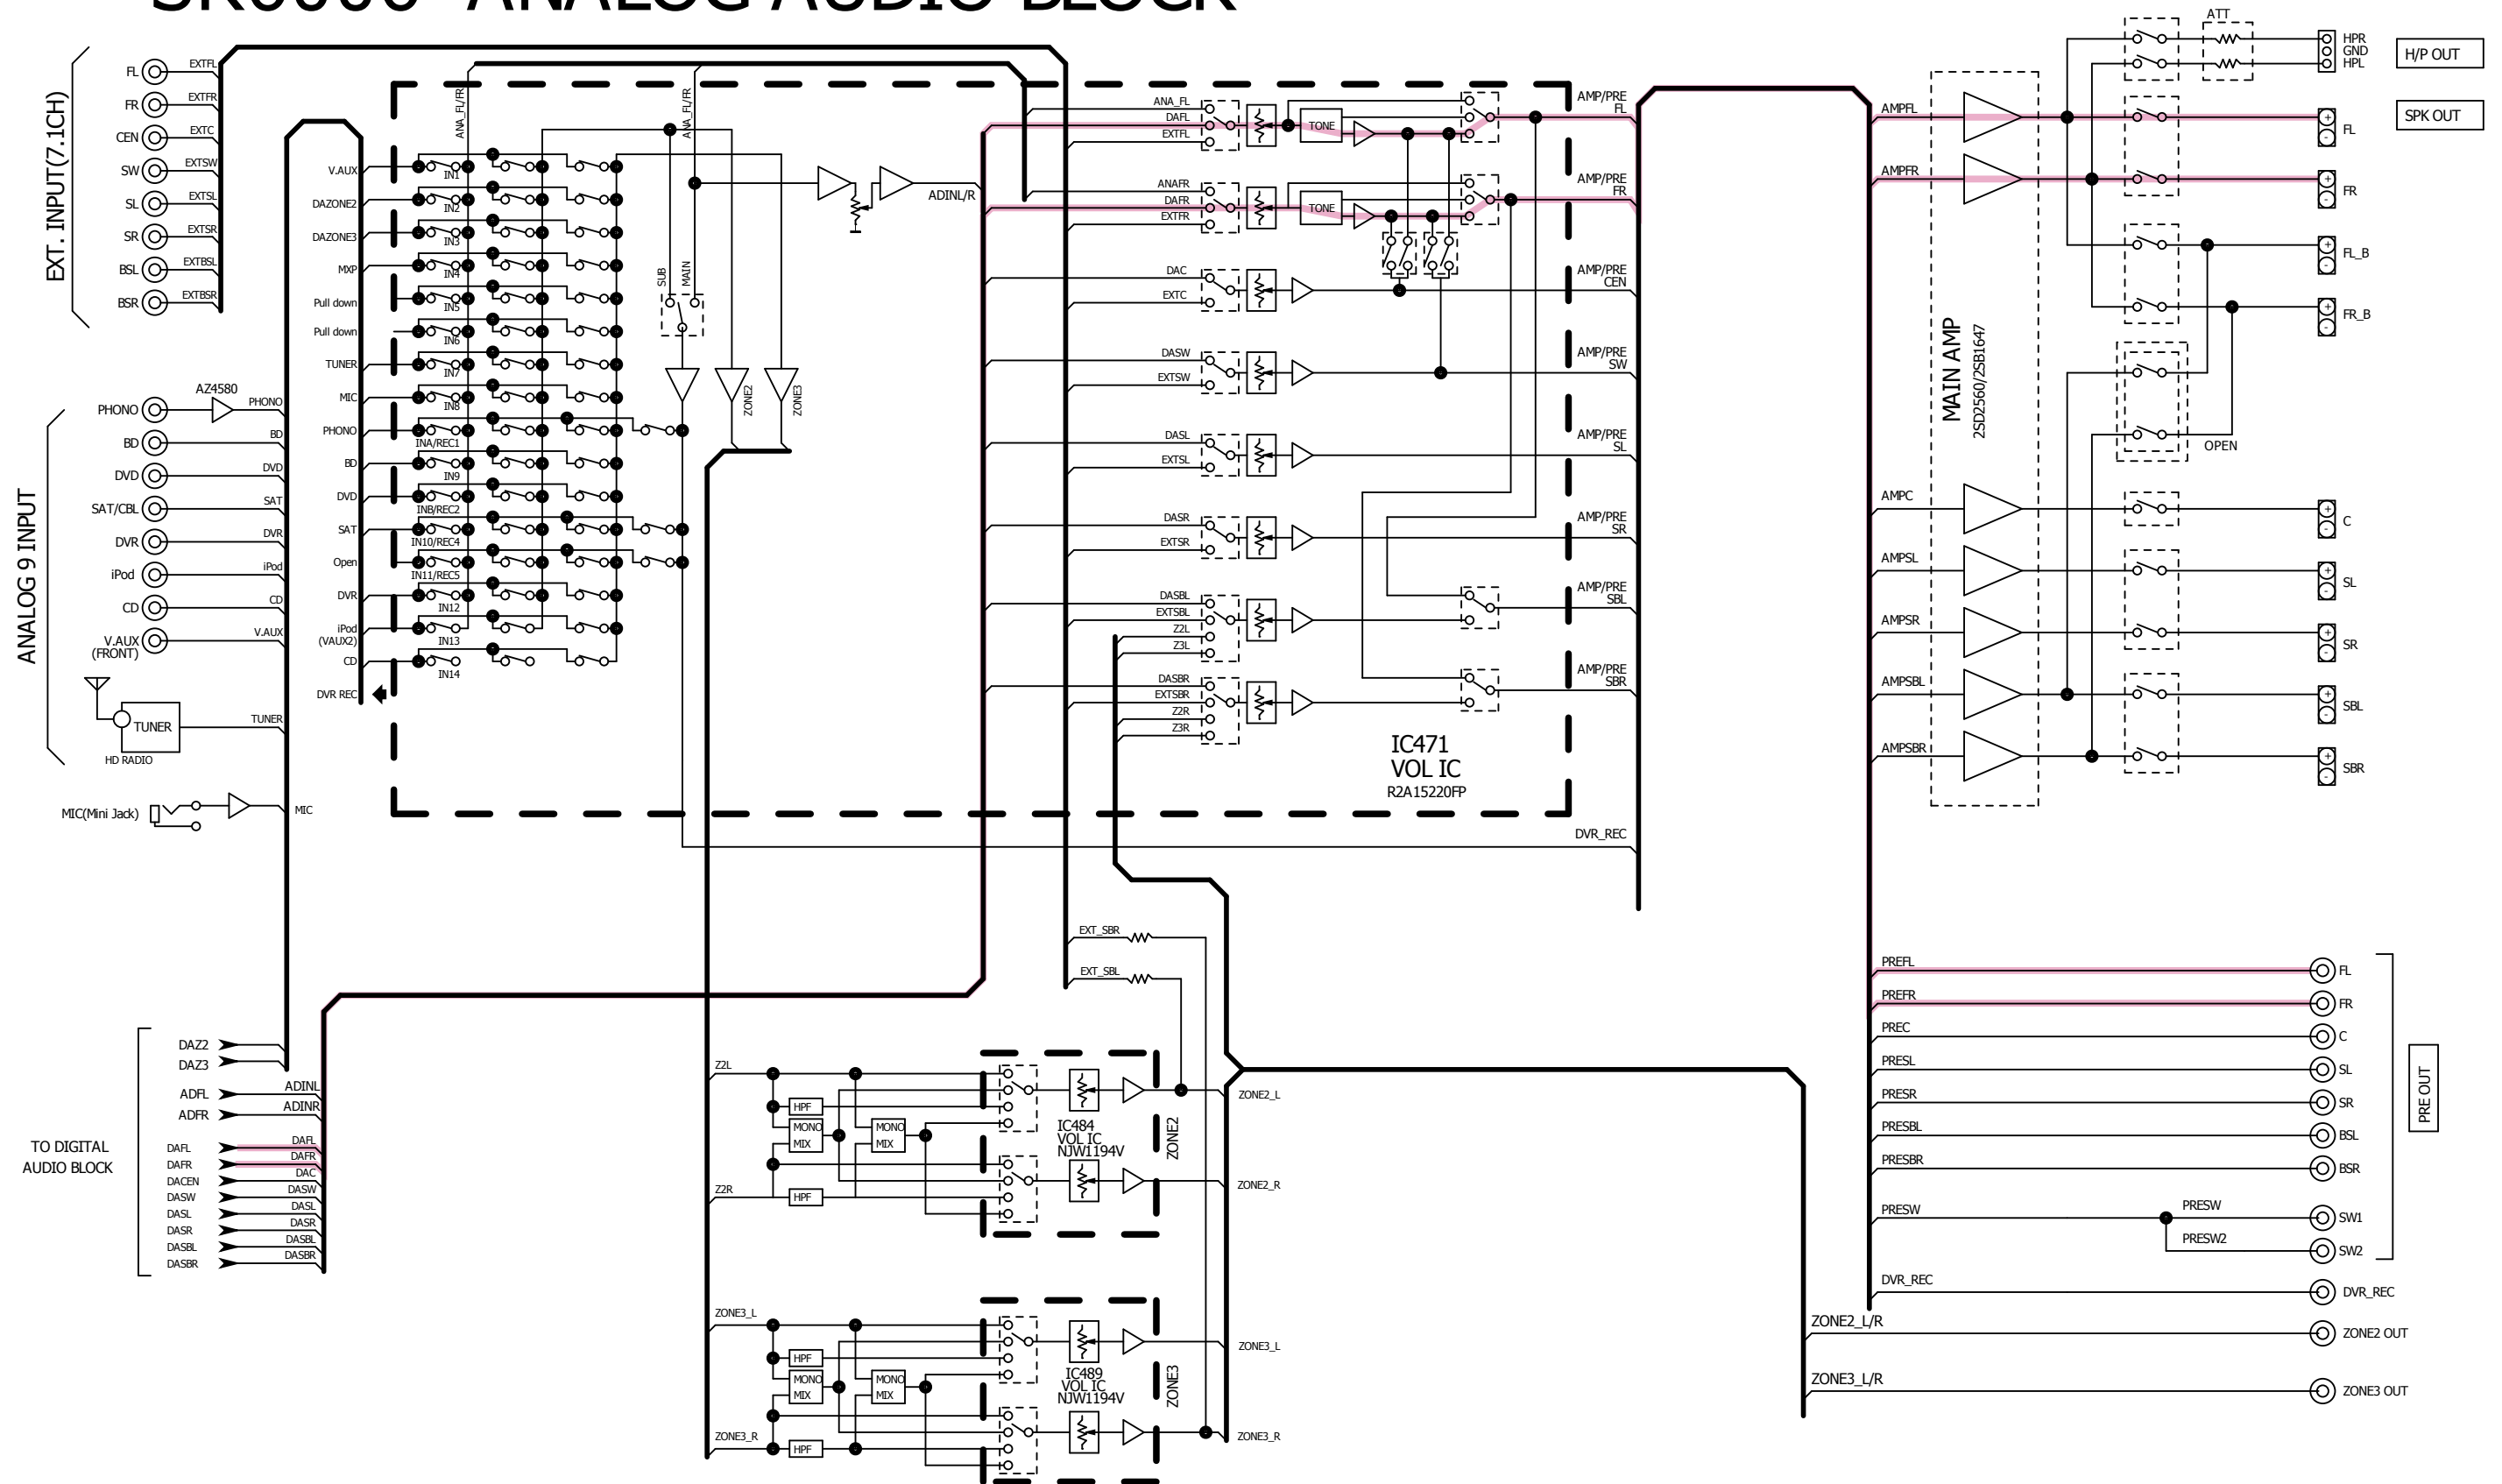 ANALOG AUDIO BLOCK
EXT. INPUT(7.1CH)
FL EXTFL
FR EXTFR
CEN EXTC
SW EXTSW
SL EXTSL
SR EXTSR
BSL EXTBSL
BSR EXTBSR
ANALOG 9 INPUT
AZ4580
PHONO PHONO
BD BD
DVD DVD
SAT/CBL SAT
DVR DVR
iPod iPod
CD CD
V.AUX V.AUX
(FRONT)
TUNER TUNER
HD RADIO
MIC(Mini Jack) MIC
TO DIGITAL
AUDIO BLOCK
DAZ2
DAZ3
ADFL ADINL
ADFR ADINR
DAFL DAFL
DAFR DAFR
DACEN DAC
DASW DASW
DASL DASL
DASR DASR
DASBL DASBL
DASBR DASBR
V.AUX IN1
DAZONE2 IN2
DAZONE3 IN3
MXP IN4
Pull down IN5
Pull down IN6
TUNER IN7
MIC IN8
PHONO INA/REC1
BD IN9
DVD INB/REC2
SAT IN10/REC4
Open IN11/REC5
DVR IN12
iPod IN13
(VAUX2)
CD IN14
DVR REC
ANA_FL/FR
ANA_FL/FR
SUB
MAIN
ZONE2
ZONE3
ADINL/R
ANA_FL
DAFL
EXTFL
TONE
AMP/PRE
FL
ANAFR
DAFR
EXTFR
TONE
AMP/PRE
FR
DAC
EXTC
AMP/PRE
CEN
DASW
EXTSW
AMP/PRE
SW
DASL
EXTSL
AMP/PRE
SL
DASR
EXTSR
AMP/PRE
SR
DASBL
EXTSBL
Z2L
Z3L
AMP/PRE
SBL
DASBR
EXTSBR
Z2R
Z3R
AMP/PRE
SBR
IC471
VOL IC
R2A15220FP
DVR_REC
EXT_SBR
EXT_SBL
Z2L
HPF
MONO
MIX
MONO
MIX
Z2R
HPF
IC484
VOL IC
NJW1194V
ZONE2
ZONE2_L
ZONE2_R
ZONE3_L
HPF
MONO
MIX
MONO
MIX
ZONE3_R
HPF
IC489
VOL IC
NJW1194V
ZONE3
ZONE3_L
ZONE3_R
ATT
HPR
GND
HPL
H/P OUT
SPK OUT
MAIN AMP
2SD2560/2SB1647
AMPFL + - FL
AMPFR + - FR
+ - FL_B
+ - FR_B
OPEN
AMPC + - C
AMPSL + - SL
AMPSR + - SR
AMPSBL + - SBL
AMPSBR + - SBR
PREFL FL
PREFR FR
PREC C
PRESL SL
PRESR SR
PRESBL BSL
PRESBR BSR
PRESW PRESW SW1
PRESW2 SW2
PRE OUT
DVR_REC DVR_REC
ZONE2_L/R ZONE2 OUT
ZONE3_L/R ZONE3 OUT